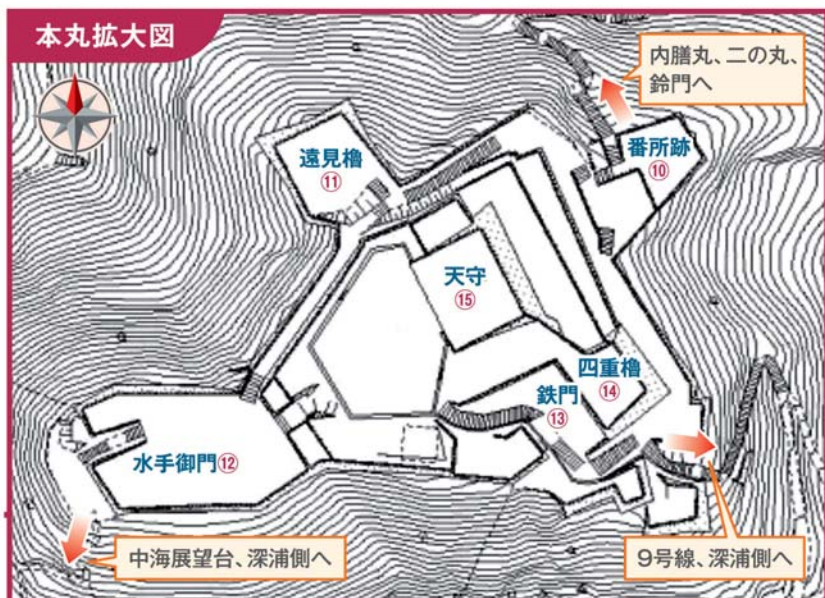 本丸拡大図
内膳丸、二の丸、
鈴門へ
番所跡
⑩
遠見櫓
⑪
天守
⑮
四重櫓
⑭
鉄門
⑬
水手御門⑫
中海展望台、深浦側へ
9号線、深浦側へ